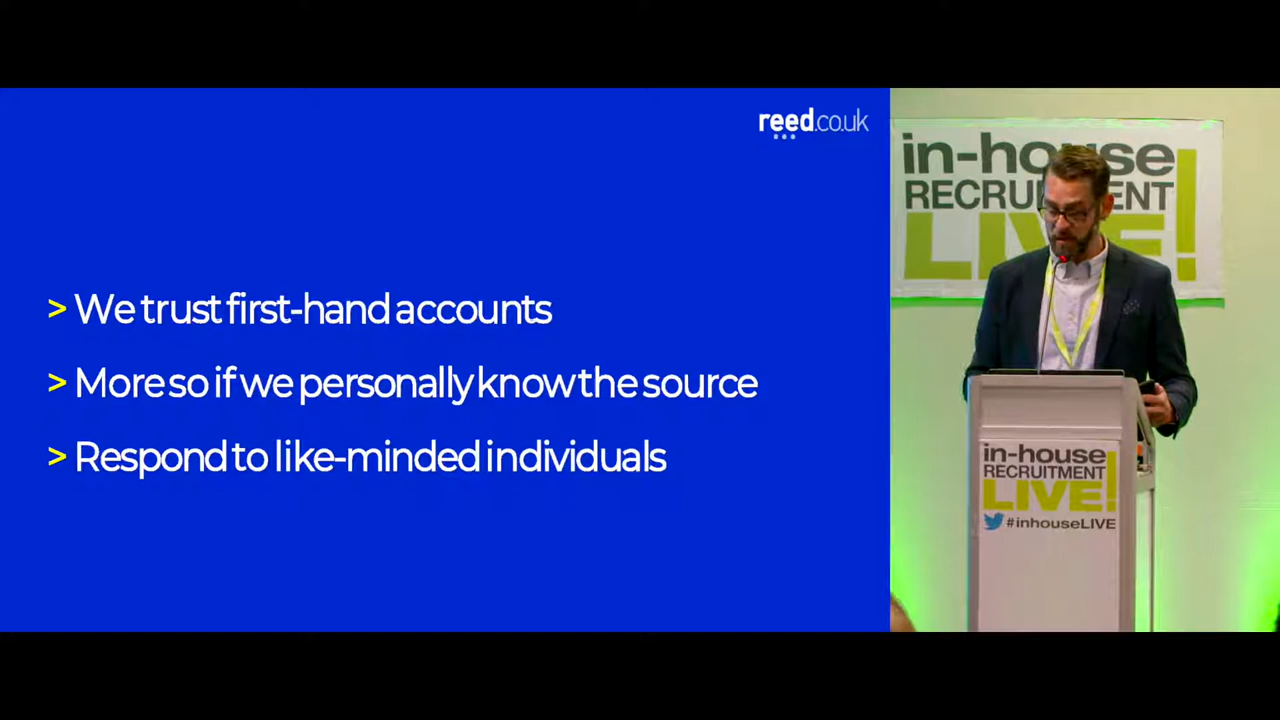 reed.co.uk
> We trust first-hand accounts
> More so if we personally know the source
> Respond to like-minded individuals
in-house
RECRUITMENT
LIVE!
in-house
RECRUITMENT
LIVE!
#inhouseLIVE